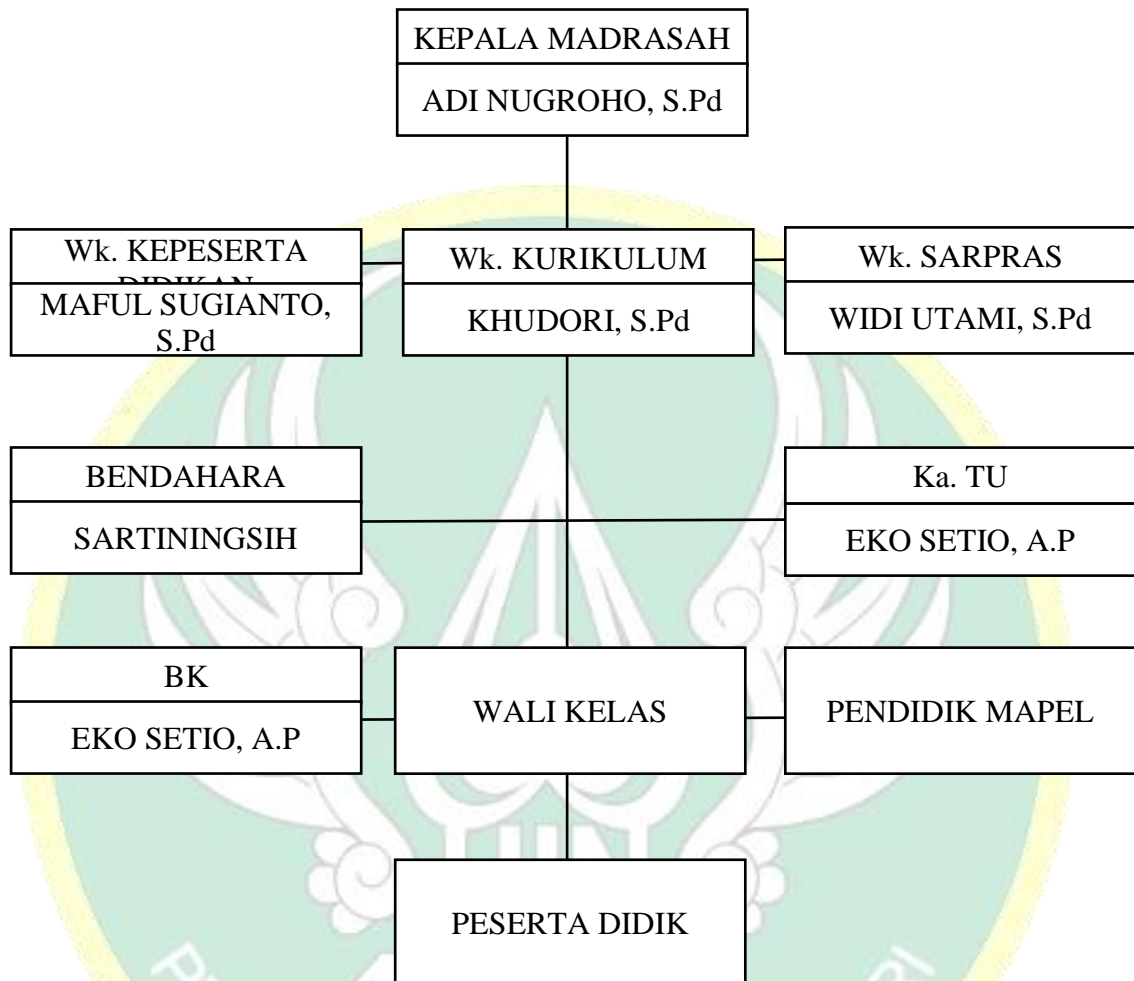 KEPALA MADRASAH
ADI NUGROHO, S.Pd
Wk. KEPESERTA
DIDIKAN
MAFUL SUGIANTO,
S.Pd
Wk. KURIKULUM
KHUDORI, S.Pd
Wk. SARPRAS
WIDI UTAMI, S.Pd
BENDAHARA
SARTININGSIH
Ka. TU
EKO SETIO, A.P
BK
EKO SETIO, A.P
WALI KELAS
PENDIDIK MAPEL
PESERTA DIDIK